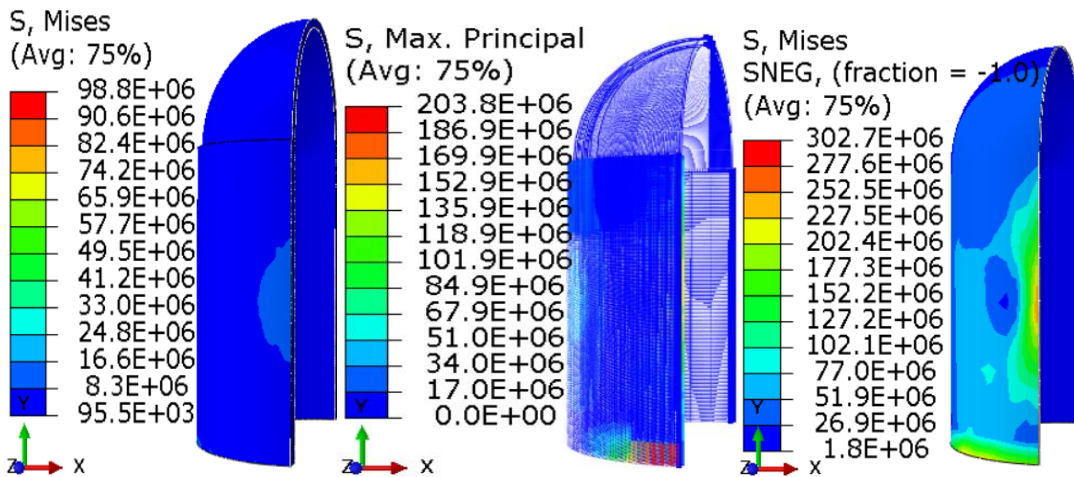 S, Mises
(Avg: 75%)
98.8E+06
90.6E+06
82.4E+06
74.2E+06
65.9E+06
57.7E+06
49.5E+06
41.2E+06
33.0E+06
24.8E+06
16.6E+06
8.3E+06
95.5E+03
Y
Z
X
S, Max. Principal
(Avg: 75%)
203.8E+06
186.9E+06
169.9E+06
152.9E+06
135.9E+06
118.9E+06
101.9E+06
84.9E+06
67.9E+06
51.0E+06
34.0E+06
17.0E+06
0.0E+00
Y
Z
X
S, Mises
SNEG, (fraction = -1.0)
(Avg: 75%)
302.7E+06
277.6E+06
252.5E+06
227.5E+06
202.4E+06
177.3E+06
152.2E+06
127.2E+06
102.1E+06
77.0E+06
51.9E+06
26.9E+06
1.8E+06
Y
Z
X